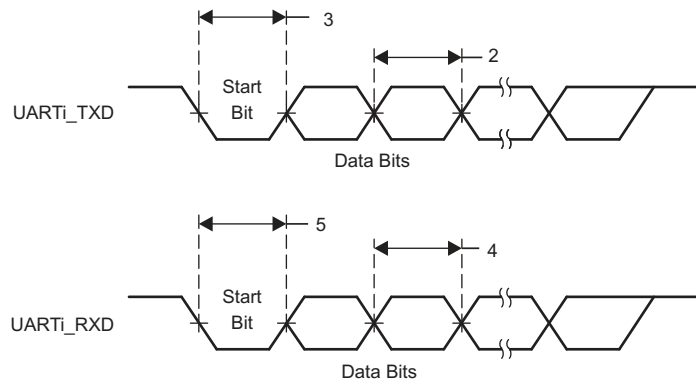 3
2
Start
Bit
UARTi_TXD
Data Bits
5
4
Start
Bit
UARTi_RXD
Data Bits